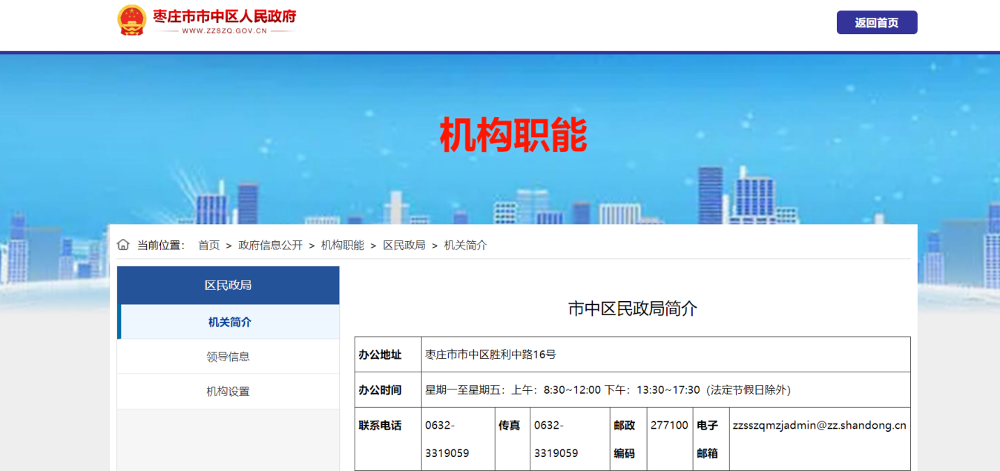 枣庄市市中区人民政府
WWW.ZZSZQ.GOV.CN
返回首页
机构职能
当前位置： 首页 > 政府信息公开 > 机构职能 > 区民政局 > 机关简介
区民政局
机关简介
领导信息
机构设置
市中区民政局简介
办公地址 枣庄市市中区胜利中路16号
办公时间 星期一至星期五：上午：8:30~12:00 下午：13:30~17:30（法定节假日除外）
联系电话 0632-3319059 传真 0632-3319059 邮政编码 277100 电子邮箱 zzsszqmzjadmin@zz.shandong.cn